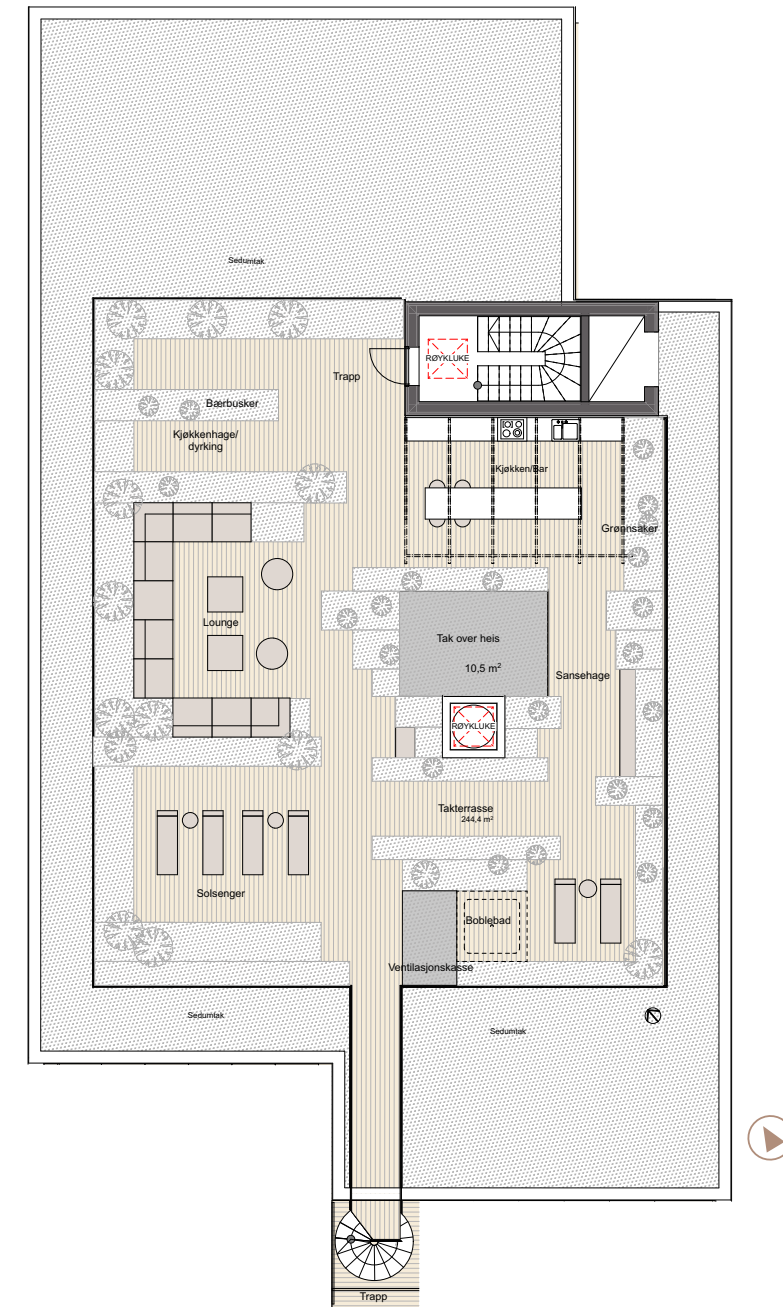 Sedumtak
RØYKLUKE
Trapp
Bærbusker
Kjøkkenhage/
dyrking
Kjøkken/Bar
Grønnsaker
Lounge
Tak over heis
10,5 m²
Sansehage
RØYKLUKE
Takterrasse
244,4 m²
Solsenger
Boblebad
Ventilasjonskasse
Sedumtak
Sedumtak
Trapp